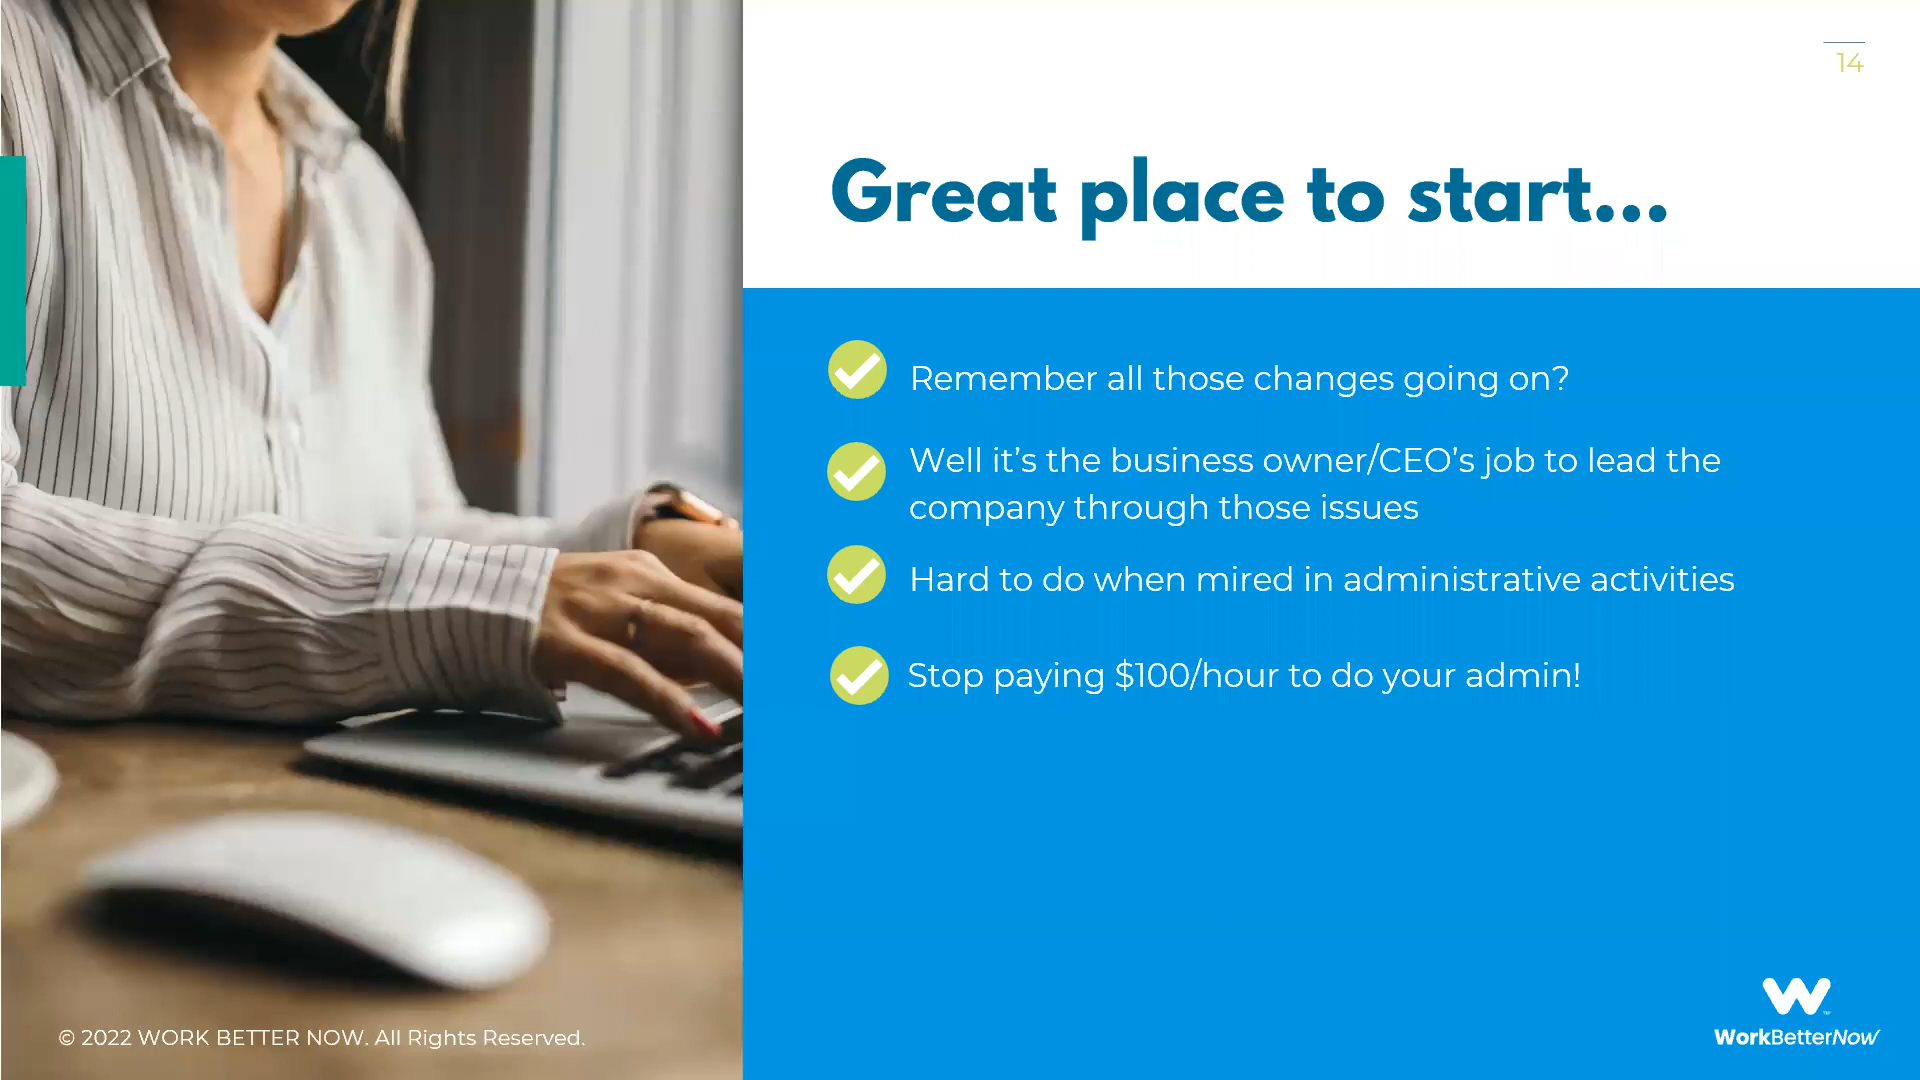 14
Great place to start...
Remember all those changes going on?
Well it’s the business owner/CEO’s job to lead the
company through those issues
Hard to do when mired in administrative activities
Stop paying $100/hour to do your admin!
© 2022 WORK BETTER NOW. All Rights Reserved.
W
WorkBetterNow